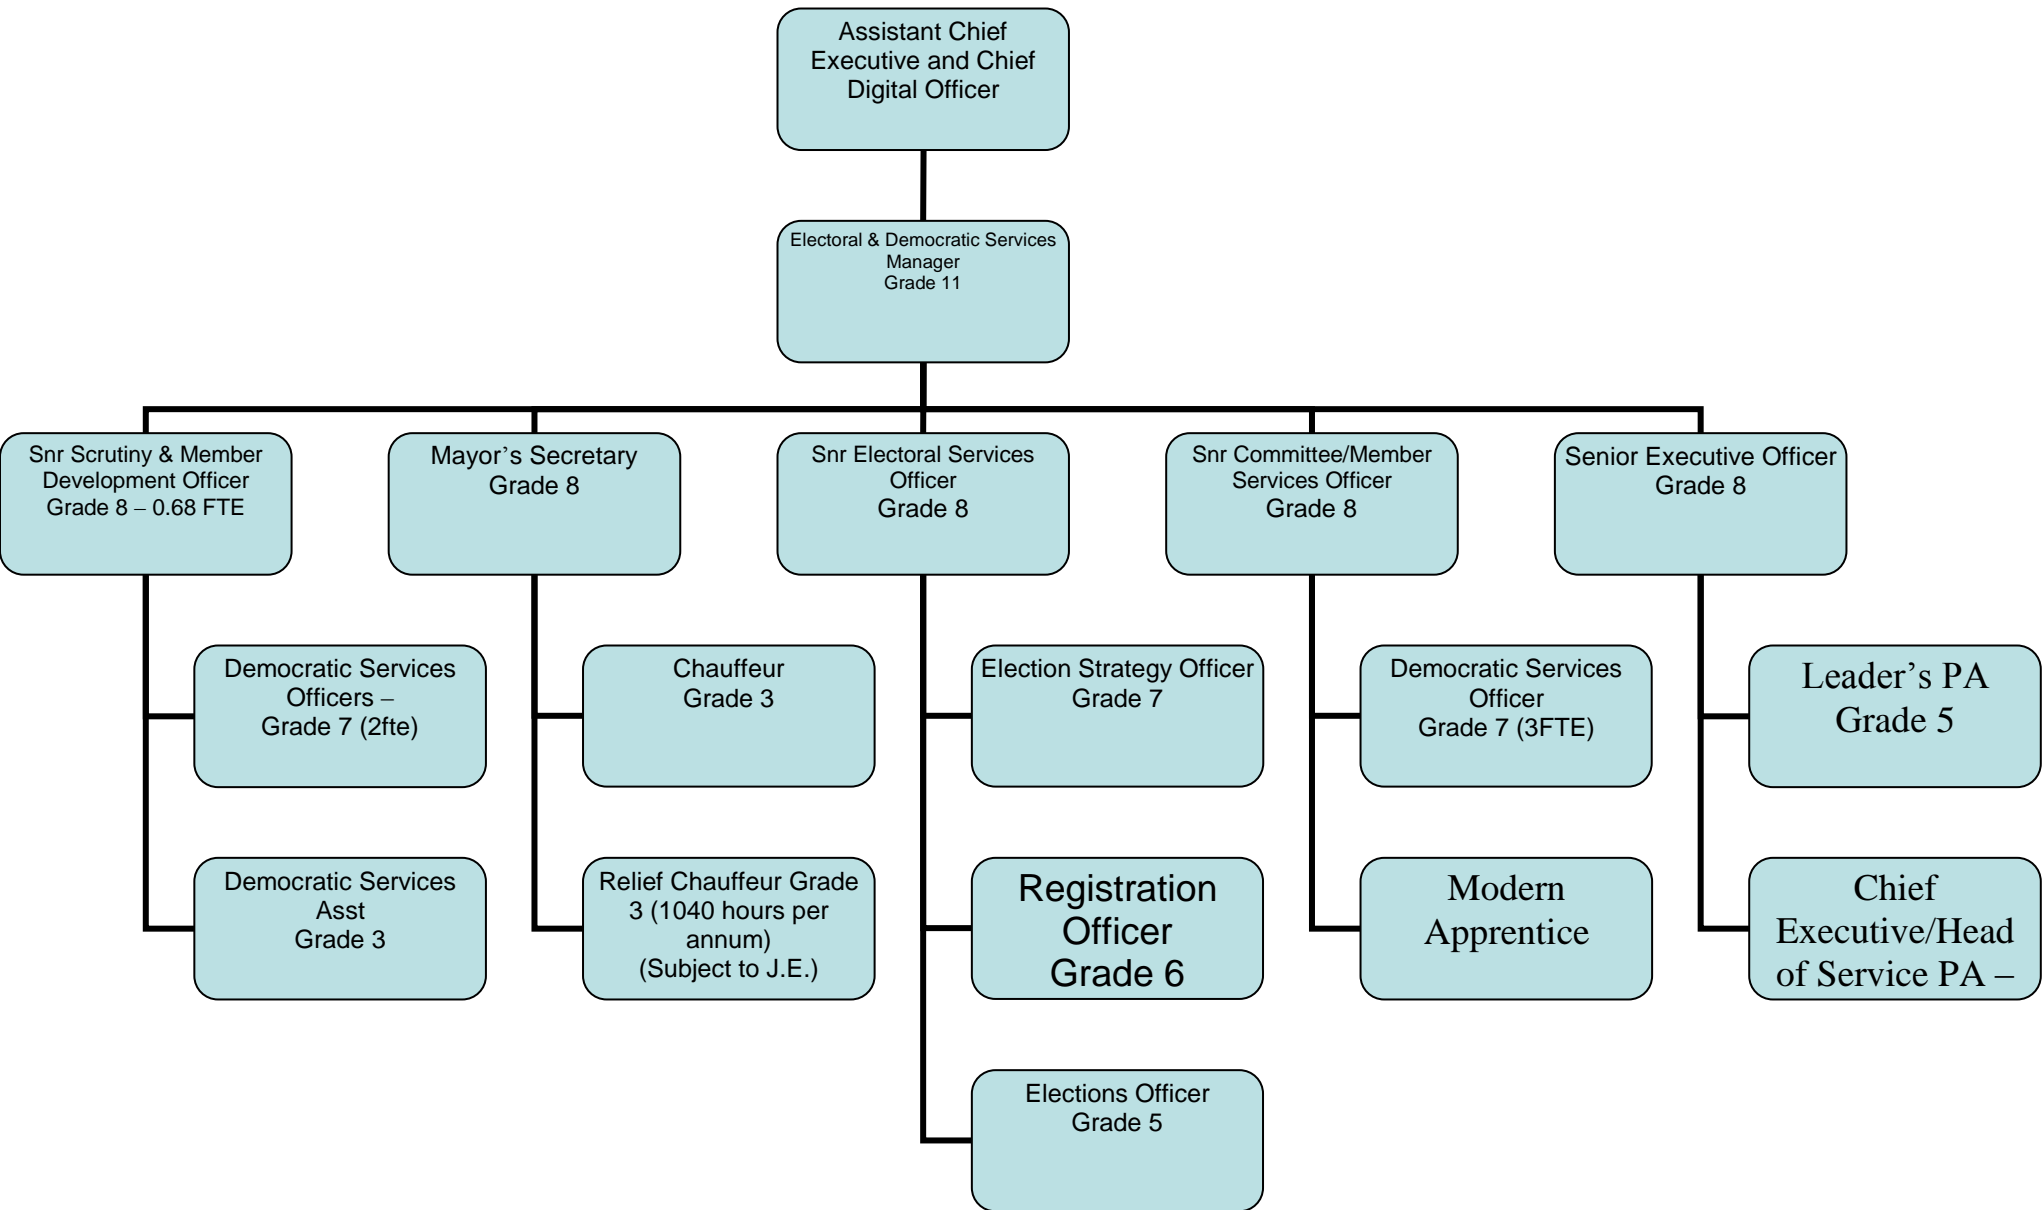 Assistant Chief
Executive and Chief
Digital Officer
Electoral & Democratic Services
Manager
Grade 11
Snr Scrutiny & Member
Development Officer
Grade 8 – 0.68 FTE
Mayor’s Secretary
Grade 8
Snr Electoral Services
Officer
Grade 8
Snr Committee/Member
Services Officer
Grade 8
Senior Executive Officer
Grade 8
Democratic Services
Officers –
Grade 7 (2fte)
Chauffeur
Grade 3
Election Strategy Officer
Grade 7
Democratic Services
Officer
Grade 7 (3FTE)
Leader’s PA
Grade 5
Democratic Services
Asst
Grade 3
Relief Chauffeur Grade
3 (1040 hours per
annum)
(Subject to J.E.)
Registration
Officer
Grade 6
Modern
Apprentice
Chief
Executive/Head
of Service PA –
Elections Officer
Grade 5